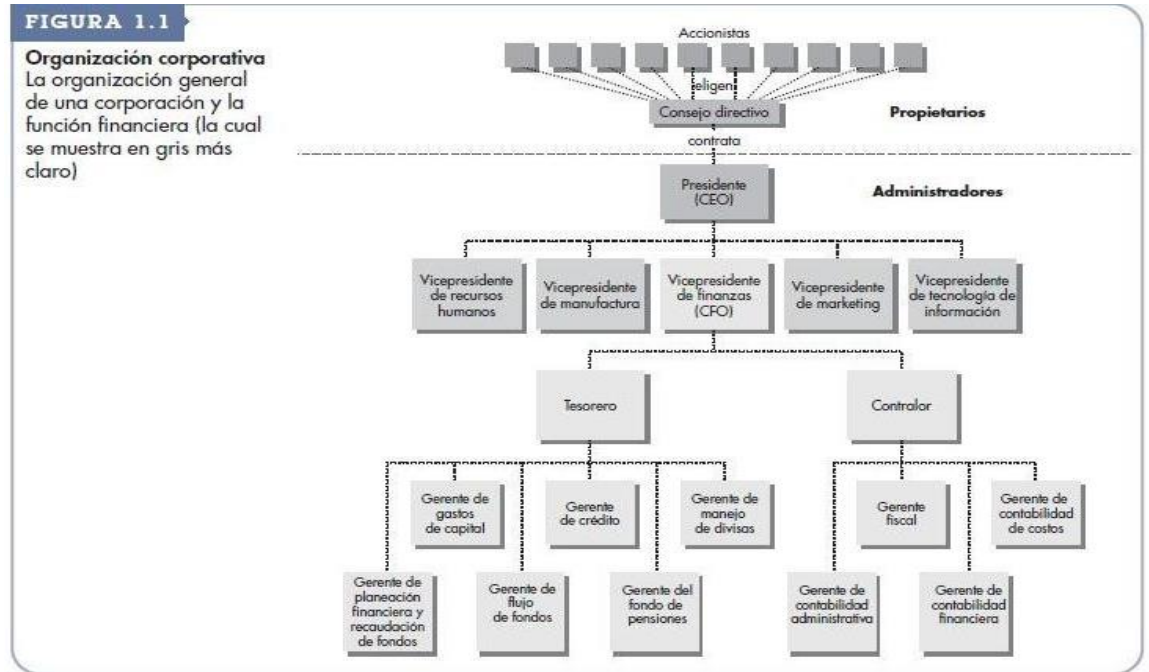 FIGURA 1.1
Organización corporativa
La organización general
de una corporación y la
función financiera (la cual
se muestra en gris más
claro)
Accionistas
eligen
Consejo directivo
Propietarios
contrata
Presidente
(CEO)
Administradores
Vicepresidente
de recursos
humanos
Vicepresidente
de manufactura
Vicepresidente
de finanzas
(CFO)
Vicepresidente
de marketing
Vicepresidente
de tecnología de
información
Tesorero
Contralor
Gerente de
gastos
de capital
Gerente
de crédito
Gerente de
manejo
de divisas
Gerente
fiscal
Gerente de
contabilidad
de costos
Gerente de
planeación
financiera y
recaudación
de fondos
Gerente de
flujo
de fondos
Gerente del
fondo de
pensiones
Gerente de
contabilidad
administrativa
Gerente de
contabilidad
financiera